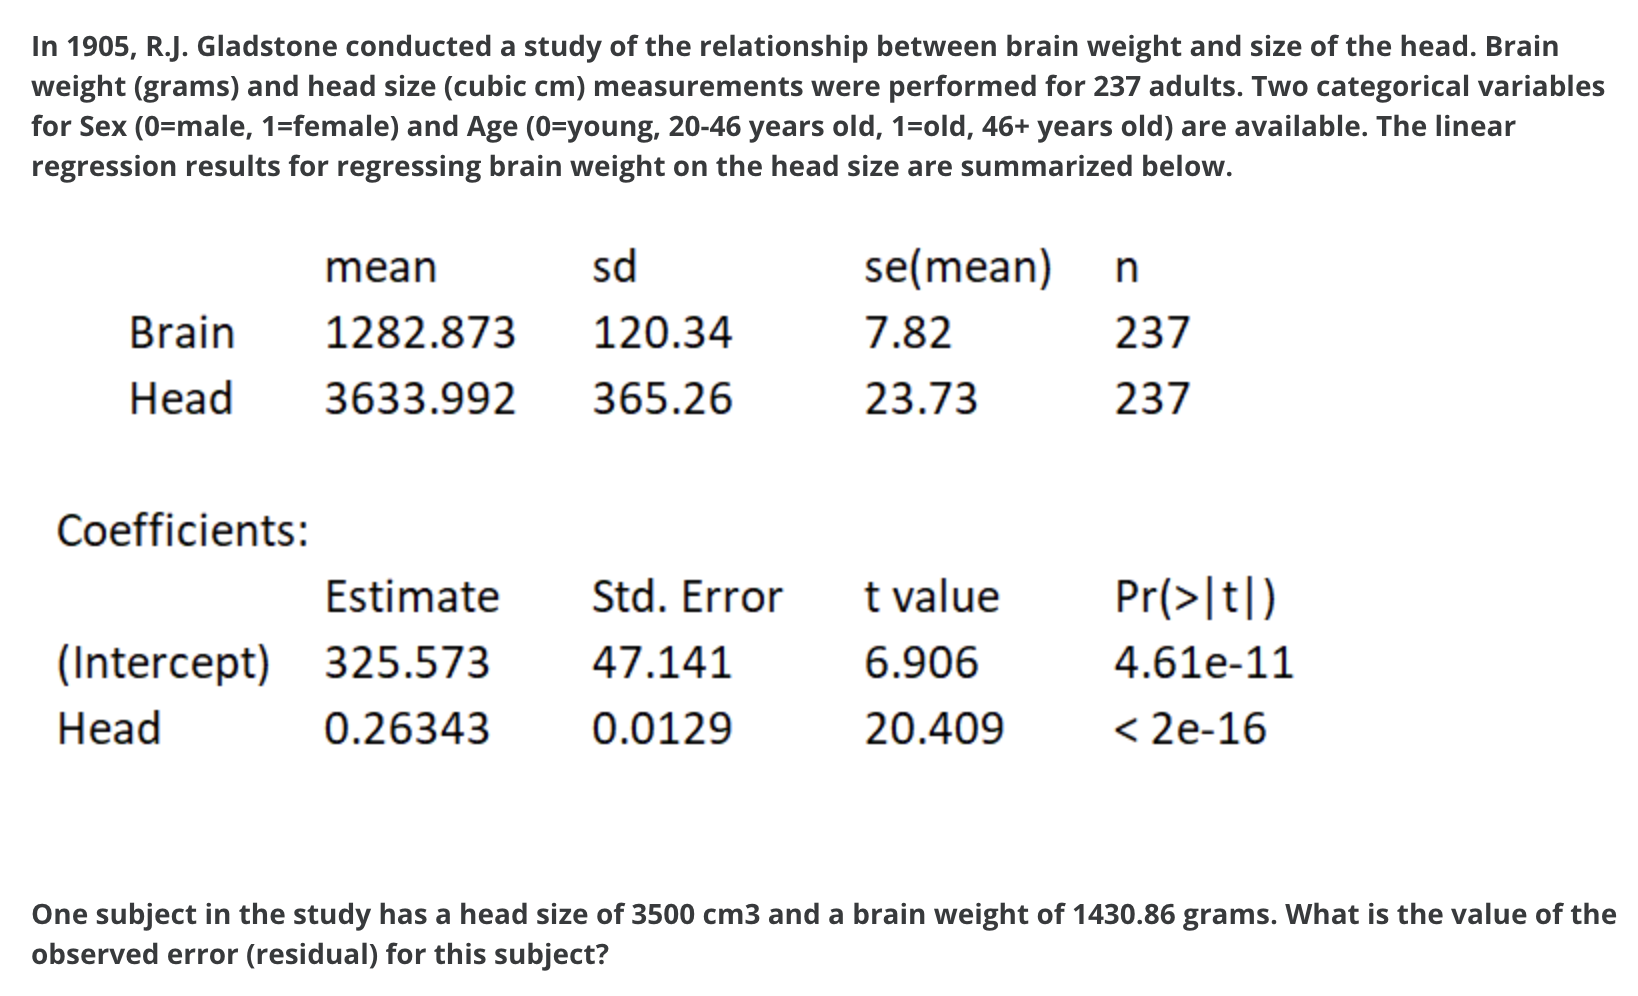 In 1905, R.J. Gladstone conducted a study of the relationship between brain weight and size of the head. Brain
weight (grams) and head size (cubic cm) measurements were performed for 237 adults. Two categorical variables
for Sex (0=male, 1=female) and Age (0=young, 20-46 years old, 1=old, 46+ years old) are available. The linear
regression results for regressing brain weight on the head size are summarized below.
mean sd se(mean) n
Brain 1282.873 120.34 7.82 237
Head 3633.992 365.26 23.73 237
Coefficients:
Estimate Std. Error t value Pr(>|t|)
(Intercept) 325.573 47.141 6.906 4.61e-11
Head 0.26343 0.0129 20.409 < 2e-16
One subject in the study has a head size of 3500 cm3 and a brain weight of 1430.86 grams. What is the value of the
observed error (residual) for this subject?